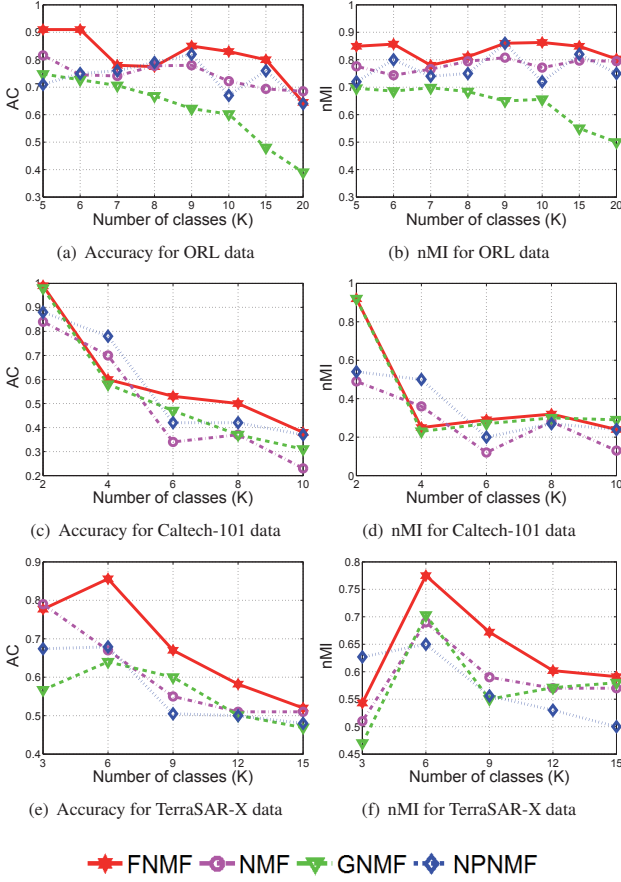 1
0.9
0.8
0.7
0.6
0.5
0.4
0.3
AC
5 6 7 8 9 10 15 20
Number of classes (K)
(a) Accuracy for ORL data
1
0.9
0.8
0.7
0.6
0.5
0.4
0.3
nMI
5 6 7 8 9 10 15 20
Number of classes (K)
(b) nMI for ORL data
1
0.9
0.8
0.7
0.6
0.5
0.4
0.3
0.2
AC
2 4 6 8 10
Number of classes (K)
(c) Accuracy for Caltech-101 data
1
0.8
0.6
0.4
0.2
0
nMI
2 4 6 8 10
Number of classes (K)
(d) nMI for Caltech-101 data
0.9
0.8
0.7
0.6
0.5
0.4
AC
3 6 9 12 15
Number of classes (K)
(e) Accuracy for TerraSAR-X data
0.8
0.75
0.7
0.65
0.6
0.55
0.5
0.45
nMI
3 6 9 12 15
Number of classes (K)
(f) nMI for TerraSAR-X data
FNMF NMF GNMF NPNMF